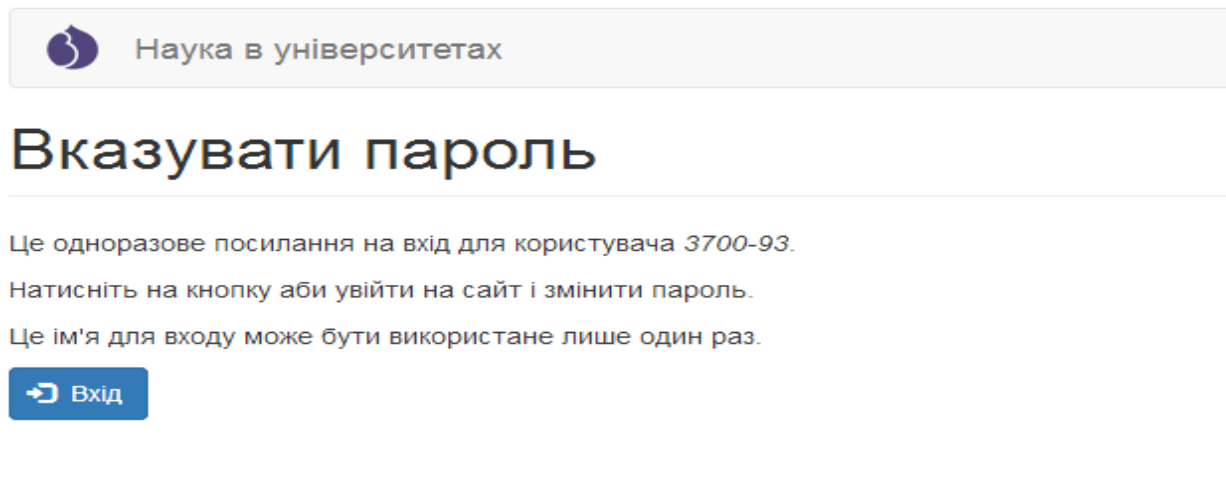 Наука в університетах
Вказувати пароль
Це одноразове посилання на вхід для користувача 3700-93.
Натисніть на кнопку аби увійти на сайт і змінити пароль.
Це ім'я для входу може бути використане лише один раз.
Вхід